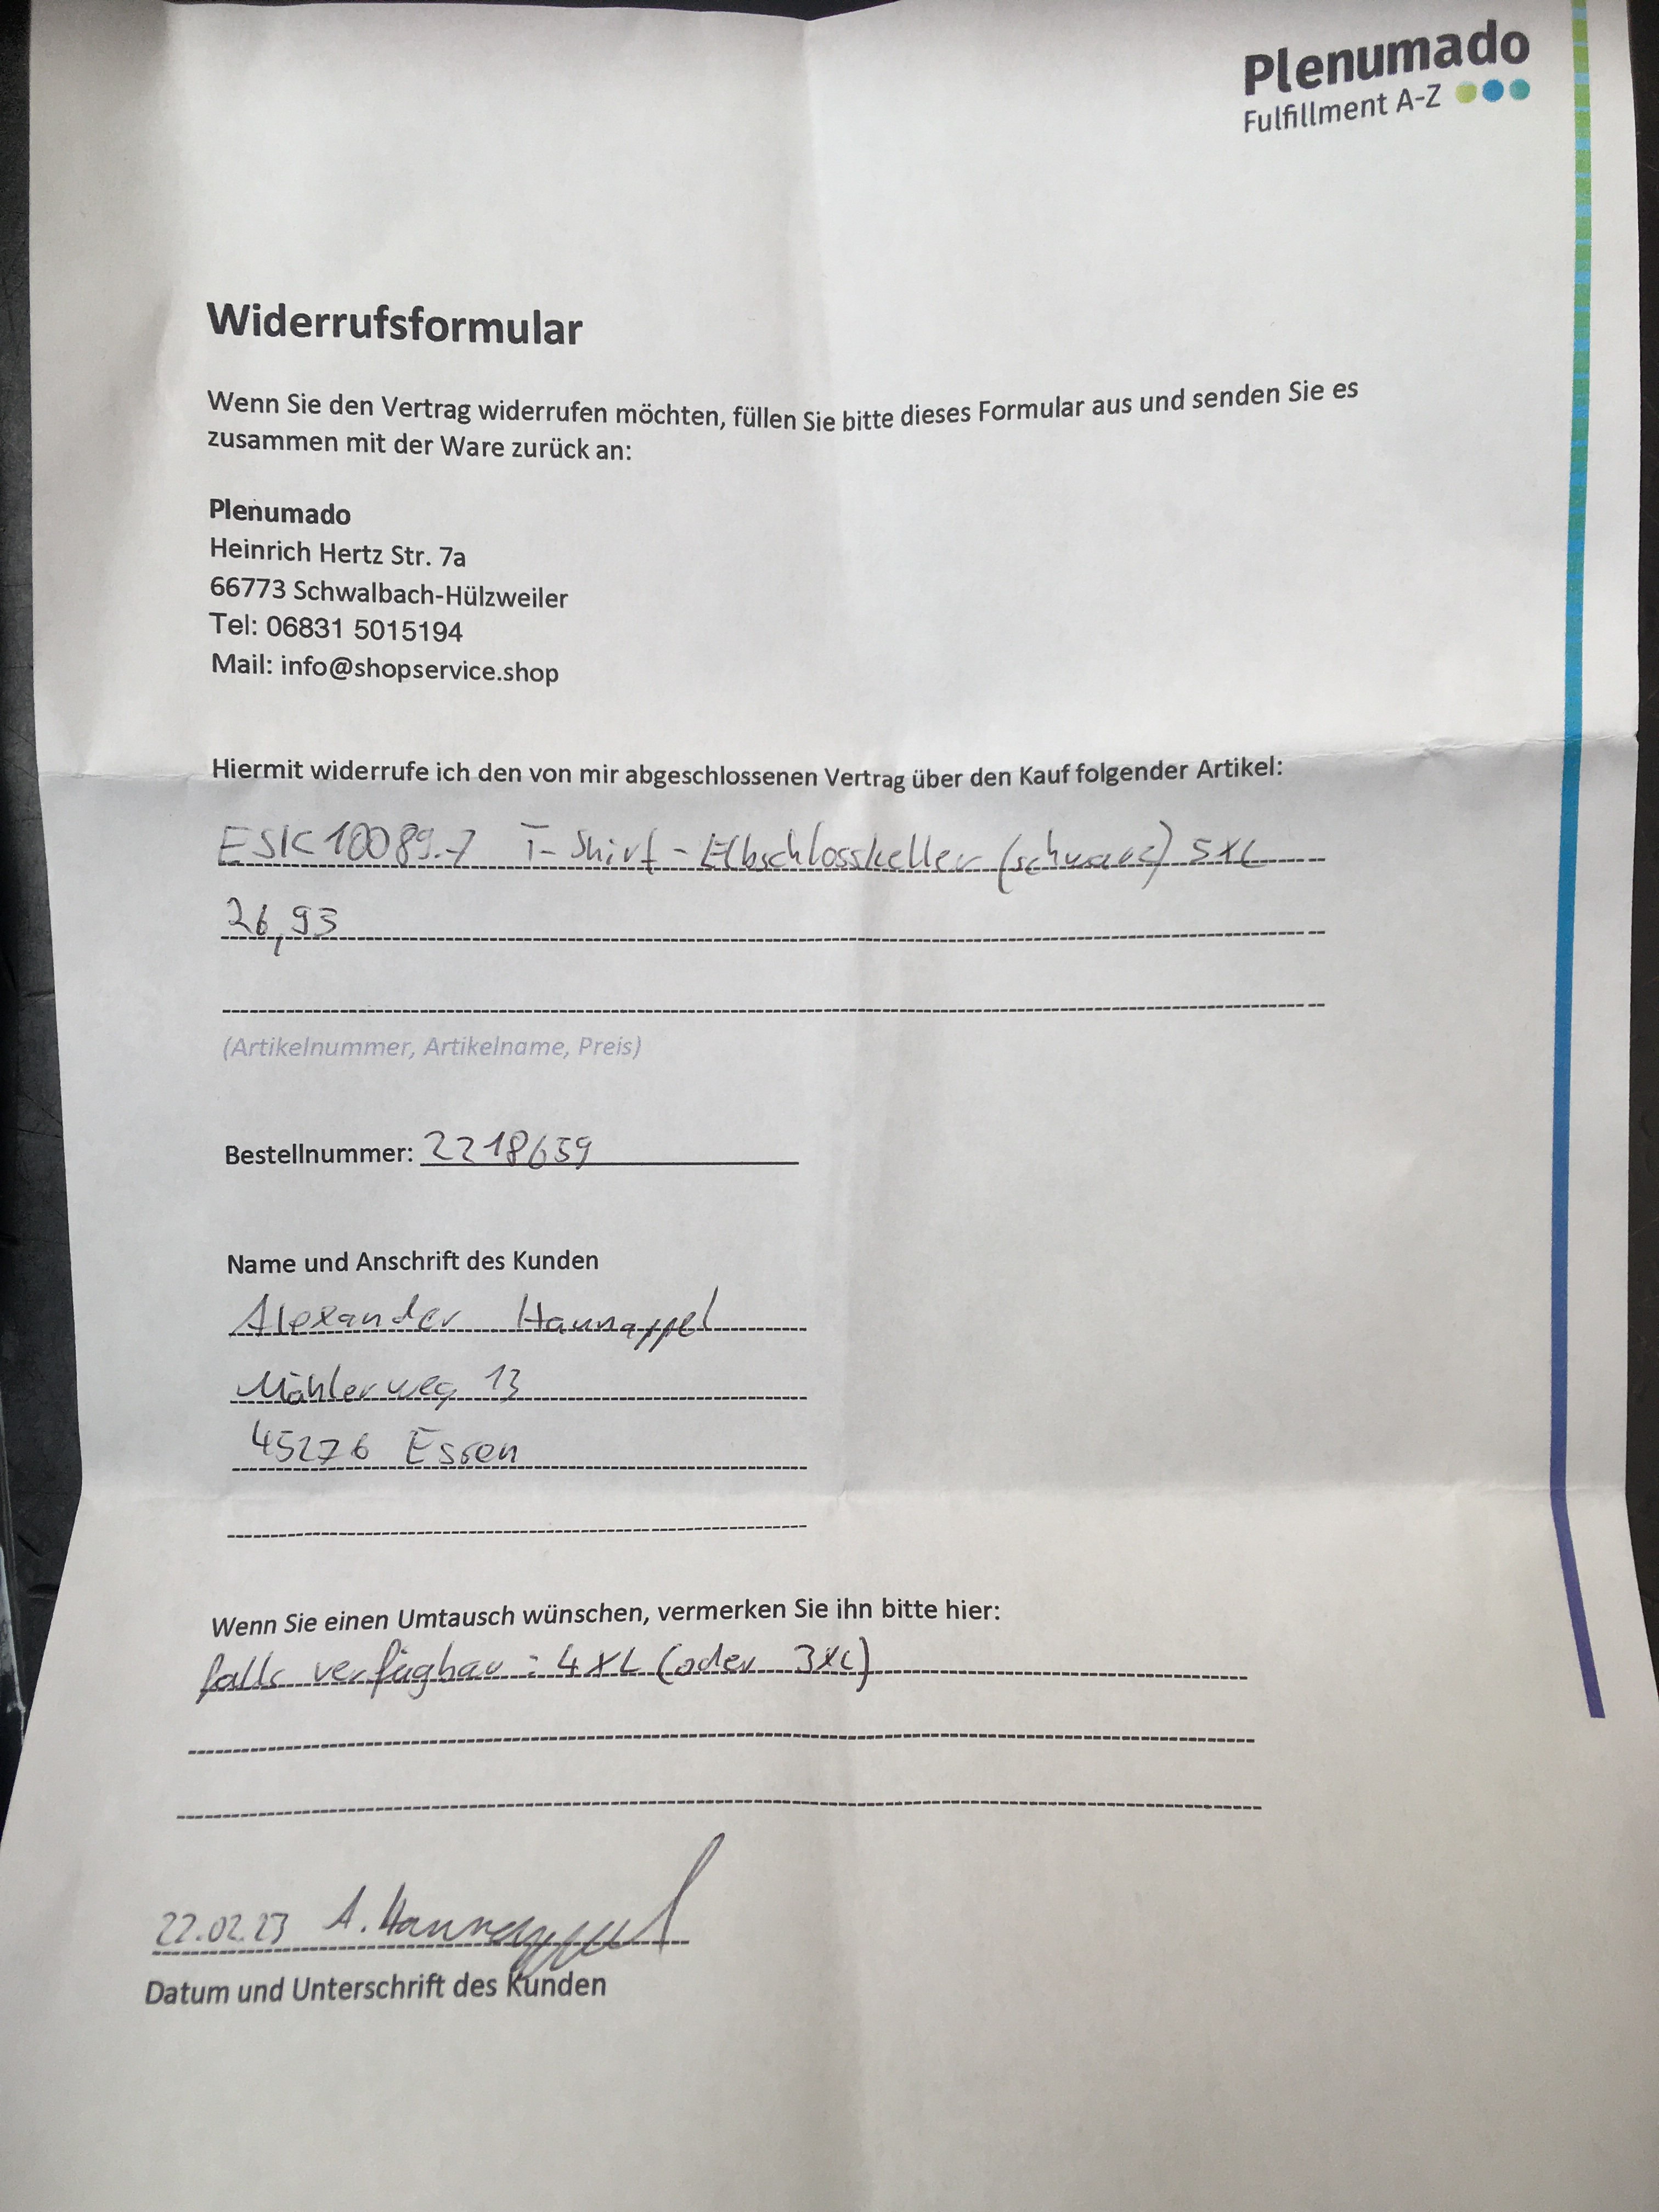 Plenumado
Fulfillment A-Z
Widerrufsformular
Wenn Sie den Vertrag widerrufen möchten, füllen Sie bitte dieses Formular aus und senden Sie es
zusammen mit der Ware zurück an:
Plenumado
Heinrich Hertz Str. 7a
66773 Schwalbach-Hülzweiler
Tel: 06831 5015194
Mail: info@shopservice.shop
Hiermit widerrufe ich den von mir abgeschlossenen Vertrag über den Kauf folgender Artikel:
ESK10089.7 T-Shirt - Elbschlosskeller (schwarz) 5XL
26,93
(Artikelnummer, Artikelname, Preis)
Bestellnummer: 2218659
Name und Anschrift des Kunden
Alexander Hannappel
Mählerweg 13
45276 Essen
Wenn Sie einen Umtausch wünschen, vermerken Sie ihn bitte hier:
falls verfügbar: 4XL (oder 3XL)
22.02.23 A. Hannappel
Datum und Unterschrift des Kunden